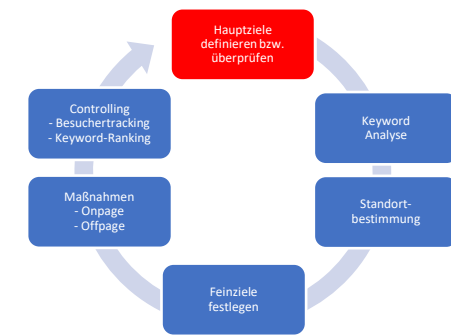 Hauptziele
definieren bzw.
überprüfen
Keyword
Analyse
Standort-
bestimmung
Feinziele
festlegen
Maßnahmen
- Onpage
- Offpage
Controlling
- Besuchertracking
- Keyword-Ranking